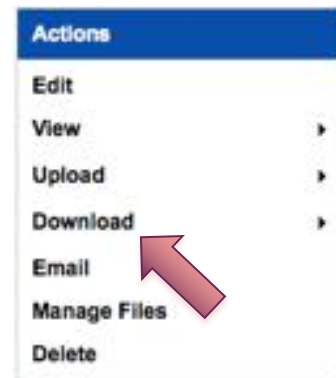 Actions
Edit
View
Upload
Download
Email
Manage Files
Delete